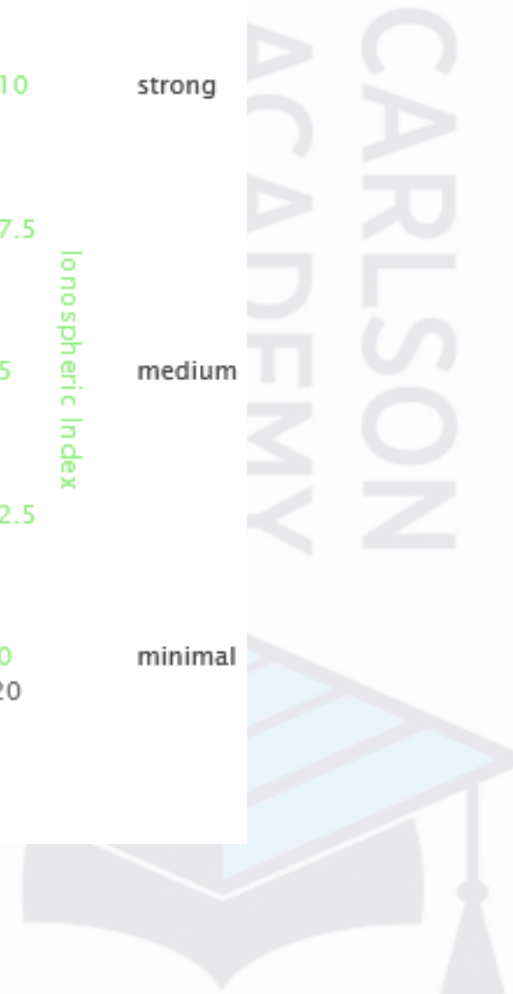 10 strong
7.5
Ionospheric Index
5 medium
2.5
0 minimal
20
CARLSON
ACADEMY